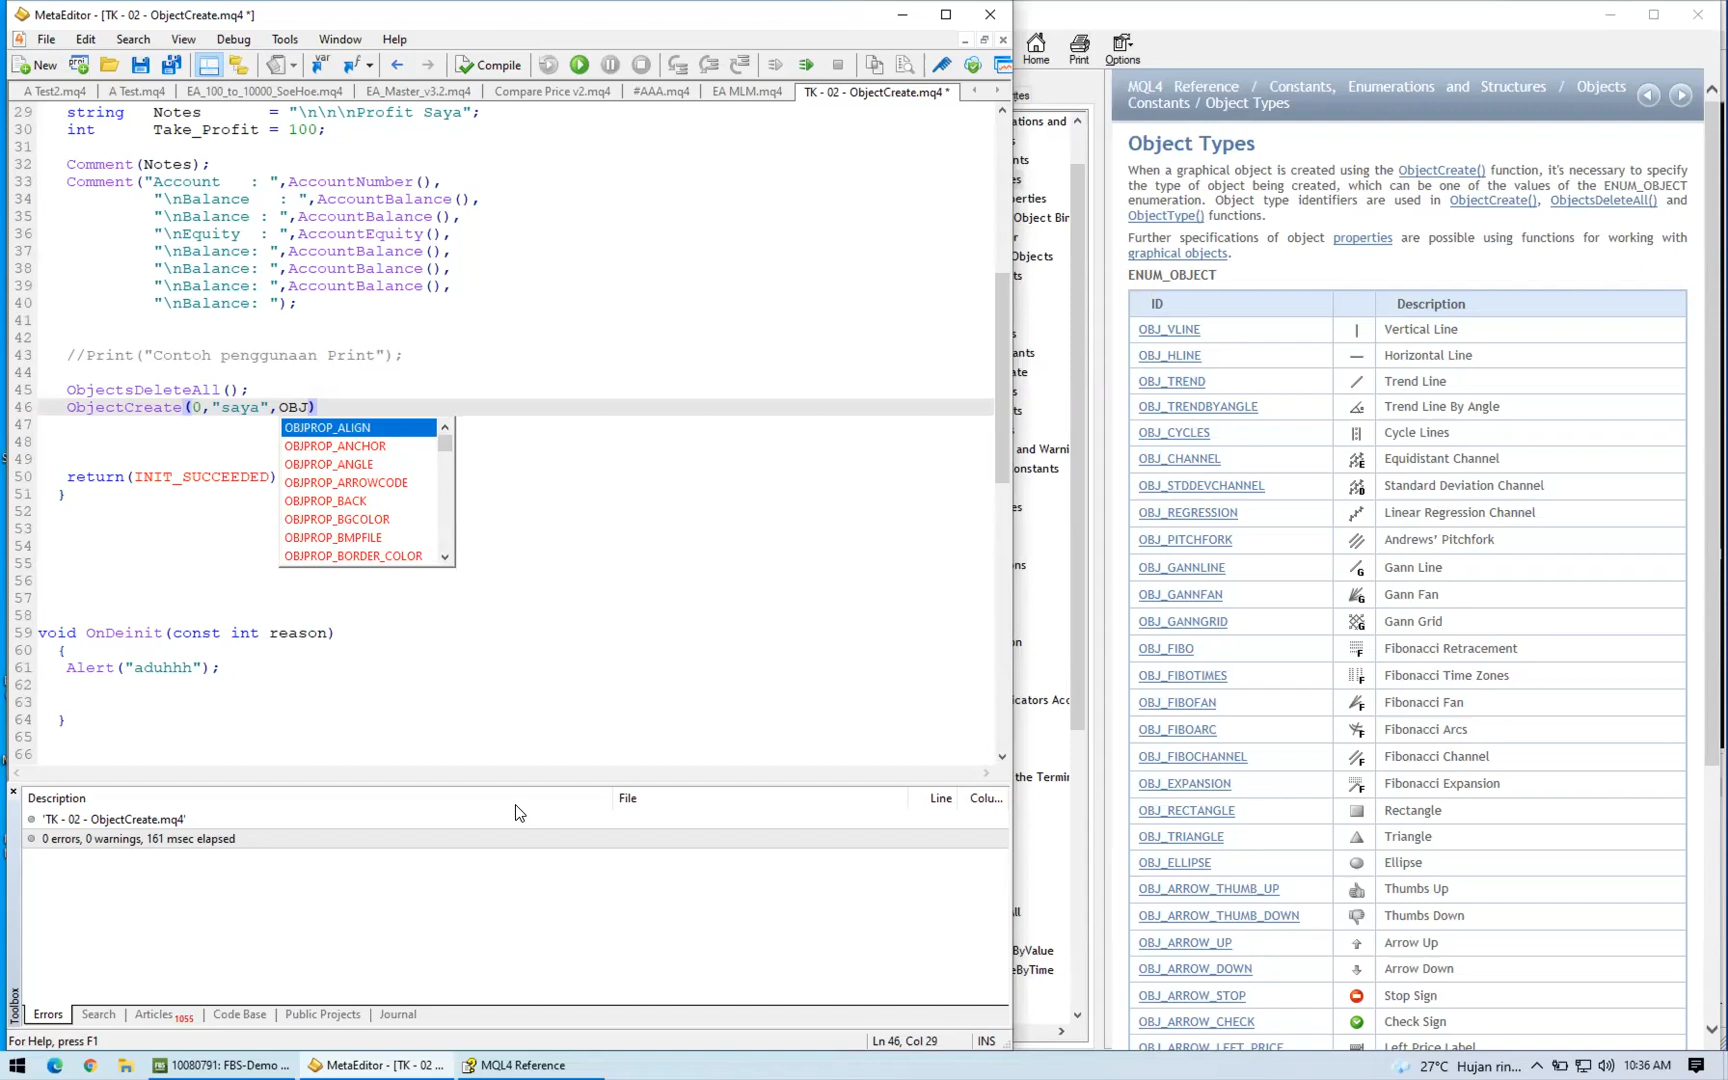 MetaEditor - [TK - 02 - ObjectCreate.mq4 *]
File Edit Search View Debug Tools Window Help
New Compile
A Test2.mq4 A Test.mq4 EA_100_to_10000_SoeHoe.mq4 EA_Master_v3.2.mq4 Compare Price v2.mq4 #AAA.mq4 EA MLM.mq4 TK - 02 - ObjectCreate.mq4 *
29 string Notes = "\n\n\nProfit Saya";
30 int Take_Profit = 100;
31
32 Comment(Notes);
33 Comment("Account : ",AccountNumber(),
34 "\nBalance : ",AccountBalance(),
35 "\nBalance : ",AccountBalance(),
36 "\nEquity : ",AccountEquity(),
37 "\nBalance: ",AccountBalance(),
38 "\nBalance: ",AccountBalance(),
39 "\nBalance: ",AccountBalance(),
40 "\nBalance: ");
41
42
43 //Print("Contoh penggunaan Print");
44
45 ObjectsDeleteAll();
46 ObjectCreate(0,"saya",OBJ)
47
48
49
50 return(INIT_SUCCEEDED)
51 }
52
53
54
55
56
57
58
59 void OnDeinit(const int reason)
60 {
61 Alert("aduhhh");
62
63
64 }
65
66
OBJPROP_ALIGN
OBJPROP_ANCHOR
OBJPROP_ANGLE
OBJPROP_ARROWCODE
OBJPROP_BACK
OBJPROP_BGCOLOR
OBJPROP_BMPFILE
OBJPROP_BORDER_COLOR
Description File Line Colu...
'TK - 02 - ObjectCreate.mq4'
0 errors, 0 warnings, 161 msec elapsed
Toolbox
Errors Search Articles 1055 Code Base Public Projects Journal
For Help, press F1 Ln 46, Col 29 INS
Home Print Options
MQL4 Reference / Constants, Enumerations and Structures / Objects
Constants / Object Types
Object Types
When a graphical object is created using the ObjectCreate() function, it's necessary to specify
the type of object being created, which can be one of the values of the ENUM_OBJECT
enumeration. Object type identifiers are used in ObjectCreate(), ObjectsDeleteAll() and
ObjectType() functions.
Further specifications of object properties are possible using functions for working with
graphical objects.
ENUM_OBJECT
ID Description
OBJ_VLINE Vertical Line
OBJ_HLINE Horizontal Line
OBJ_TREND Trend Line
OBJ_TRENDBYANGLE Trend Line By Angle
OBJ_CYCLES Cycle Lines
OBJ_CHANNEL Equidistant Channel
OBJ_STDDEVCHANNEL Standard Deviation Channel
OBJ_REGRESSION Linear Regression Channel
OBJ_PITCHFORK Andrews’ Pitchfork
OBJ_GANNLINE Gann Line
OBJ_GANNFAN Gann Fan
OBJ_GANNGRID Gann Grid
OBJ_FIBO Fibonacci Retracement
OBJ_FIBOTIMES Fibonacci Time Zones
OBJ_FIBOFAN Fibonacci Fan
OBJ_FIBOARC Fibonacci Arcs
OBJ_FIBOCHANNEL Fibonacci Channel
OBJ_EXPANSION Fibonacci Expansion
OBJ_RECTANGLE Rectangle
OBJ_TRIANGLE Triangle
OBJ_ELLIPSE Ellipse
OBJ_ARROW_THUMB_UP Thumbs Up
OBJ_ARROW_THUMB_DOWN Thumbs Down
OBJ_ARROW_UP Arrow Up
OBJ_ARROW_DOWN Arrow Down
OBJ_ARROW_STOP Stop Sign
OBJ_ARROW_CHECK Check Sign
OBJ_ARROW_LEFT_PRICE Left Price Label
10080791: FBS-Demo ... MetaEditor - [TK - 02 ... MQL4 Reference 27°C Hujan rin... 10:36 AM